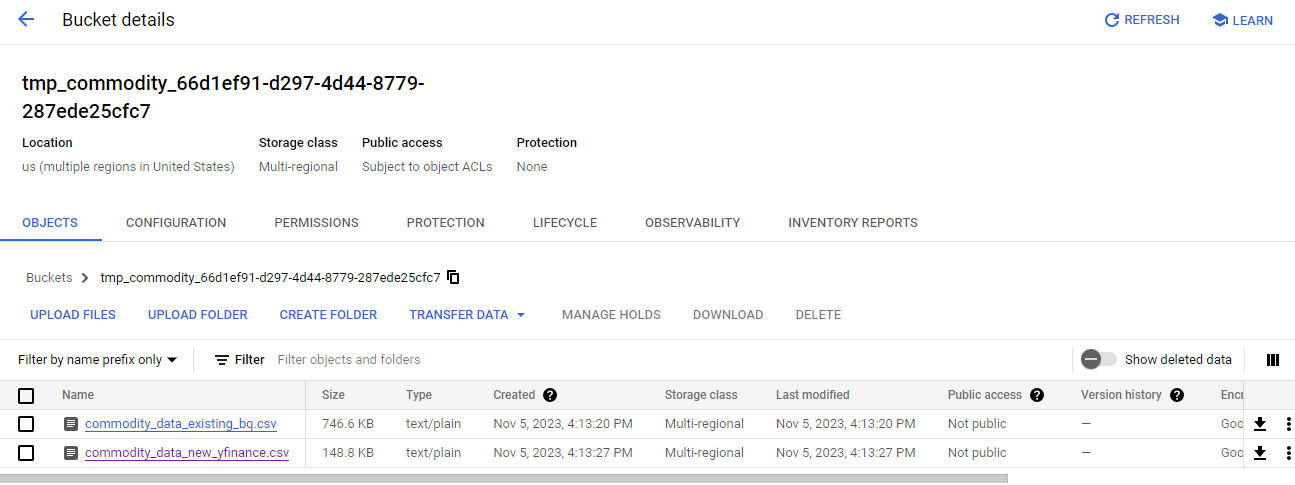 Bucket details REFRESH LEARN
tmp_commodity_66d1ef91-d297-4d44-8779-
287ede25cfc7
Location Storage class Public access Protection
us (multiple regions in United States) Multi-regional Subject to object ACLs None
OBJECTS CONFIGURATION PERMISSIONS PROTECTION LIFECYCLE OBSERVABILITY INVENTORY REPORTS
Buckets tmp_commodity_66d1ef91-d297-4d44-8779-287ede25cfc7
UPLOAD FILES UPLOAD FOLDER CREATE FOLDER TRANSFER DATA MANAGE HOLDS DOWNLOAD DELETE
Filter by name prefix only Filter Filter objects and folders Show deleted data
Name Size Type Created ? Storage class Last modified Public access ? Version history ? Encr
commodity_data_existing_bq.csv 746.6 KB text/plain Nov 5, 2023, 4:13:20 PM Multi-regional Nov 5, 2023, 4:13:20 PM Not public — Goo
commodity_data_new_yfinance.csv 148.8 KB text/plain Nov 5, 2023, 4:13:27 PM Multi-regional Nov 5, 2023, 4:13:27 PM Not public — Goo